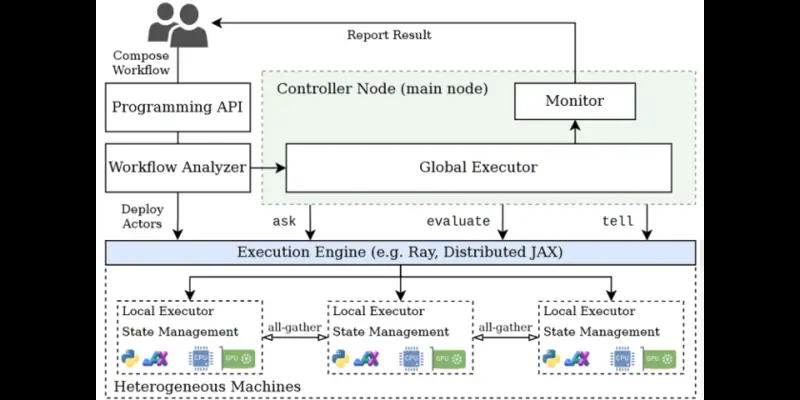 Report Result
Compose
Workflow
Controller Node (main node)
Programming API
Monitor
Workflow Analyzer
Global Executor
Deploy
Actors
ask
evaluate
tell
Execution Engine (e.g. Ray, Distributed JAX)
Local Executor
State Management
CPU
GPU
all-gather
Local Executor
State Management
CPU
GPU
all-gather
Local Executor
State Management
CPU
GPU
Heterogeneous Machines